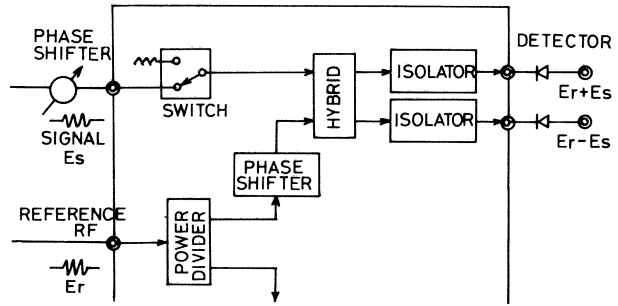 PHASE
SHIFTER
DETECTOR
SWITCH
HYBRID
ISOLATOR
Er+Es
SIGNAL
Es
ISOLATOR
Er-Es
PHASE
SHIFTER
REFERENCE
RF
POWER
DIVIDER
Er